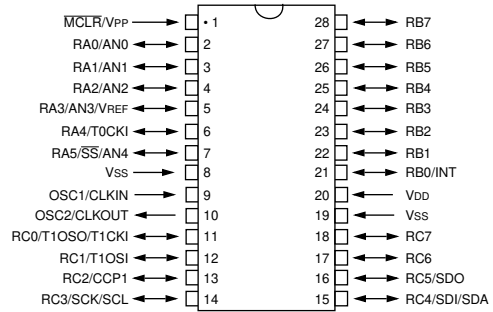 MCLR/VPP • 1 28 RB7
RA0/AN0 2 27 RB6
RA1/AN1 3 26 RB5
RA2/AN2 4 25 RB4
RA3/AN3/VREF 5 24 RB3
RA4/T0CKI 6 23 RB2
RA5/SS/AN4 7 22 RB1
VSS 8 21 RB0/INT
OSC1/CLKIN 9 20 VDD
OSC2/CLKOUT 10 19 VSS
RC0/T1OSO/T1CKI 11 18 RC7
RC1/T1OSI 12 17 RC6
RC2/CCP1 13 16 RC5/SDO
RC3/SCK/SCL 14 15 RC4/SDI/SDA